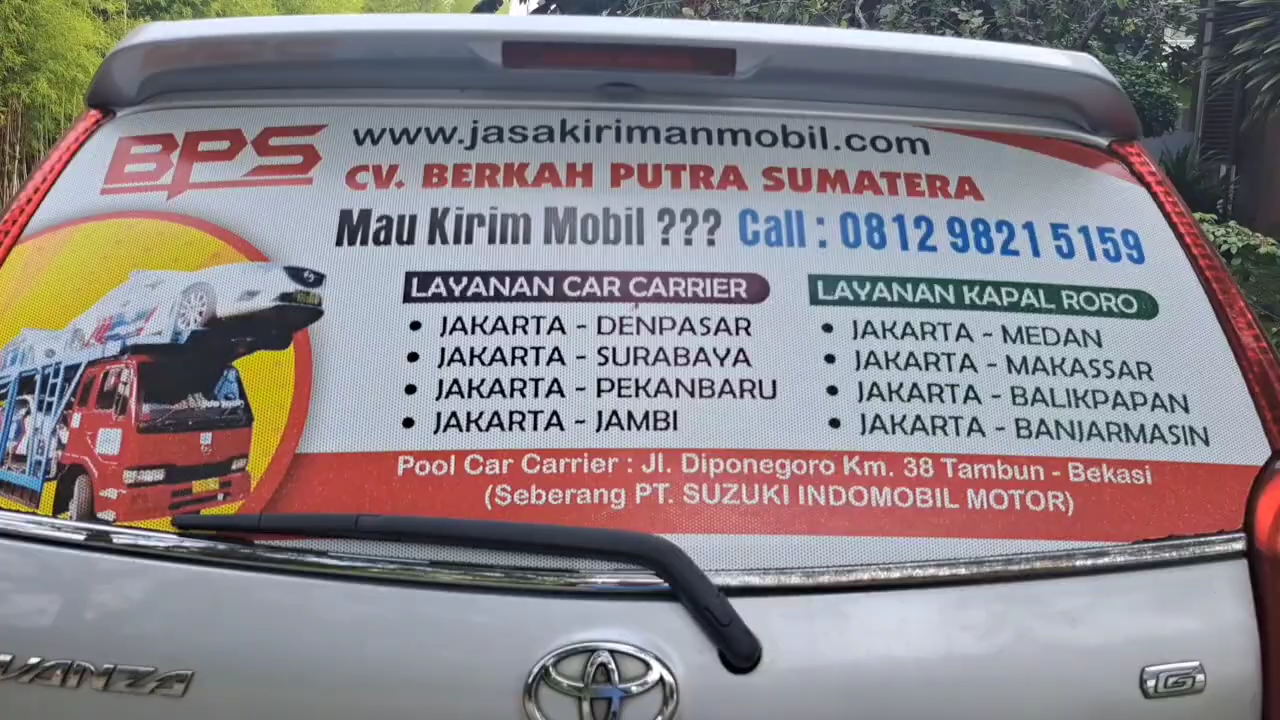 BPS
www.jasakirimanmobil.com
CV. BERKAH PUTRA SUMATERA
Mau Kirim Mobil ??? Call : 0812 9821 5159
LAYANAN CAR CARRIER
• JAKARTA - DENPASAR
• JAKARTA - SURABAYA
• JAKARTA - PEKANBARU
• JAKARTA - JAMBI
LAYANAN KAPAL RORO
• JAKARTA - MEDAN
• JAKARTA - MAKASSAR
• JAKARTA - BALIKPAPAN
• JAKARTA - BANJARMASIN
Pool Car Carrier : Jl. Diponegoro Km. 38 Tambun - Bekasi
(Seberang PT. SUZUKI INDOMOBIL MOTOR)
VANZA
G